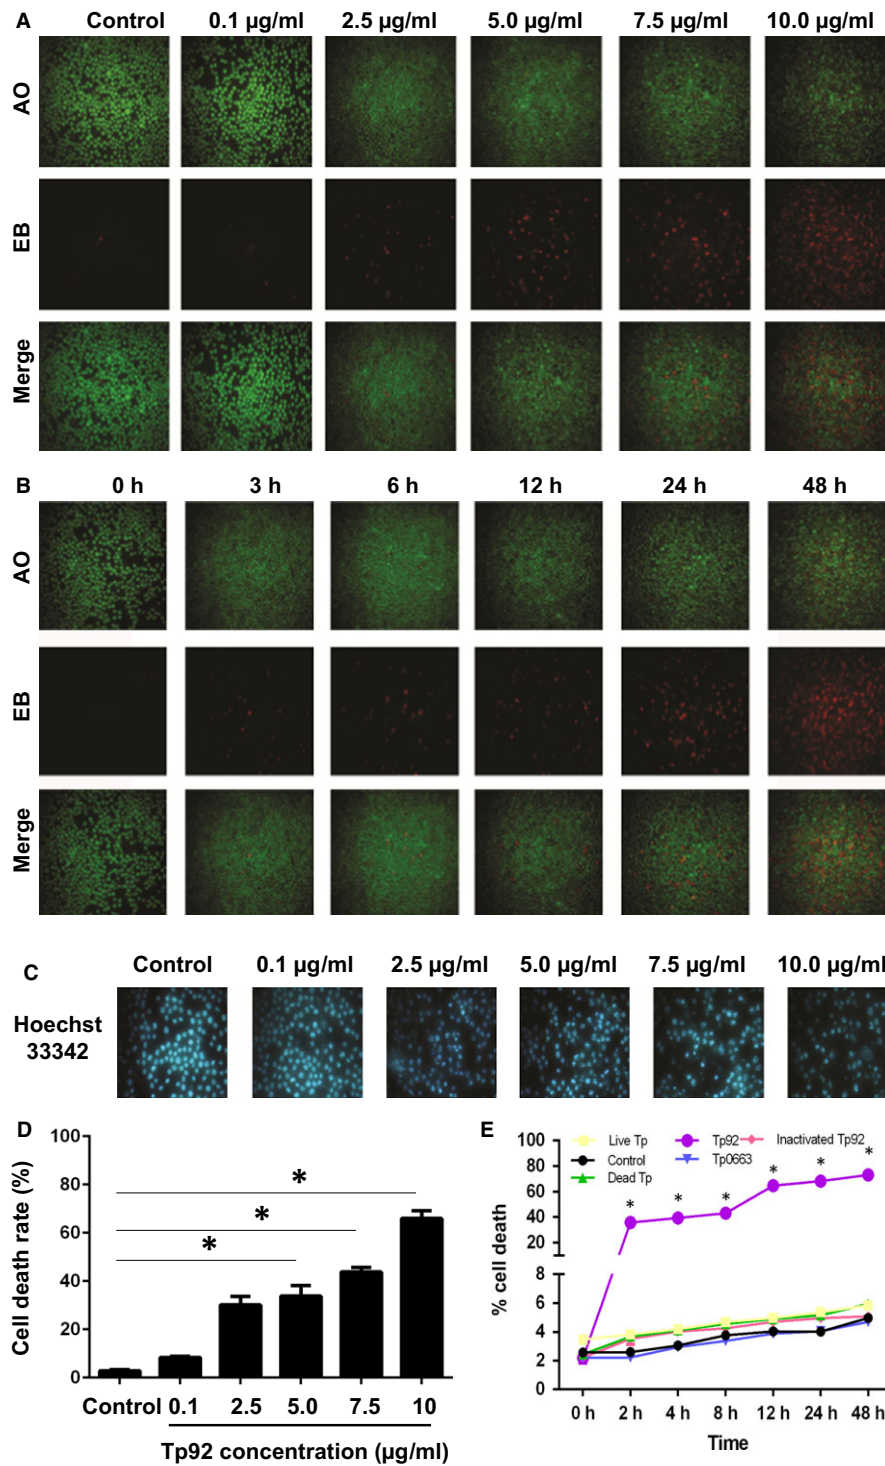 A Control 0.1 µg/ml 2.5 µg/ml 5.0 µg/ml 7.5 µg/ml 10.0 µg/ml
AO
EB
Merge
B 0 h 3 h 6 h 12 h 24 h 48 h
AO
EB
Merge
C Control 0.1 µg/ml 2.5 µg/ml 5.0 µg/ml 7.5 µg/ml 10.0 µg/ml
Hoechst
33342
D
Cell death rate (%)
100
80
60
40
20
0
* * *
Control 0.1 2.5 5.0 7.5 10
Tp92 concentration (µg/ml)
E
% cell death
100
80
60
40
20
8
6
4
2
0
Live Tp Tp92 Inactivated Tp92
Control Tp0663
Dead Tp
* * * * * *
0 h 2 h 4 h 8 h 12 h 24 h 48 h
Time